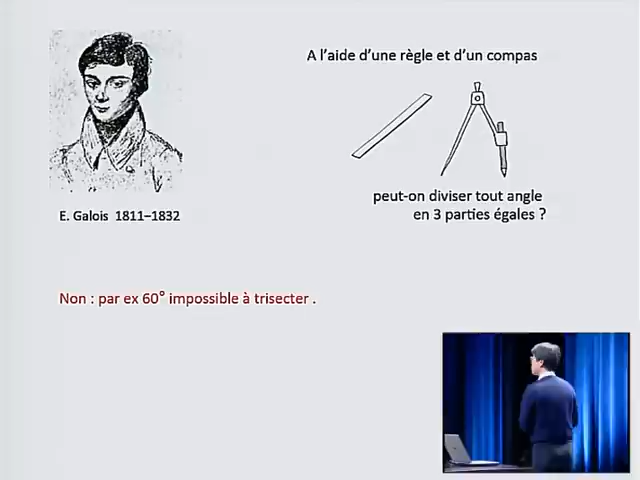 A l'aide d'une règle et d'un compas
peut-on diviser tout angle
en 3 parties égales ?
E. Galois 1811–1832
Non : par ex 60° impossible à trisecter .